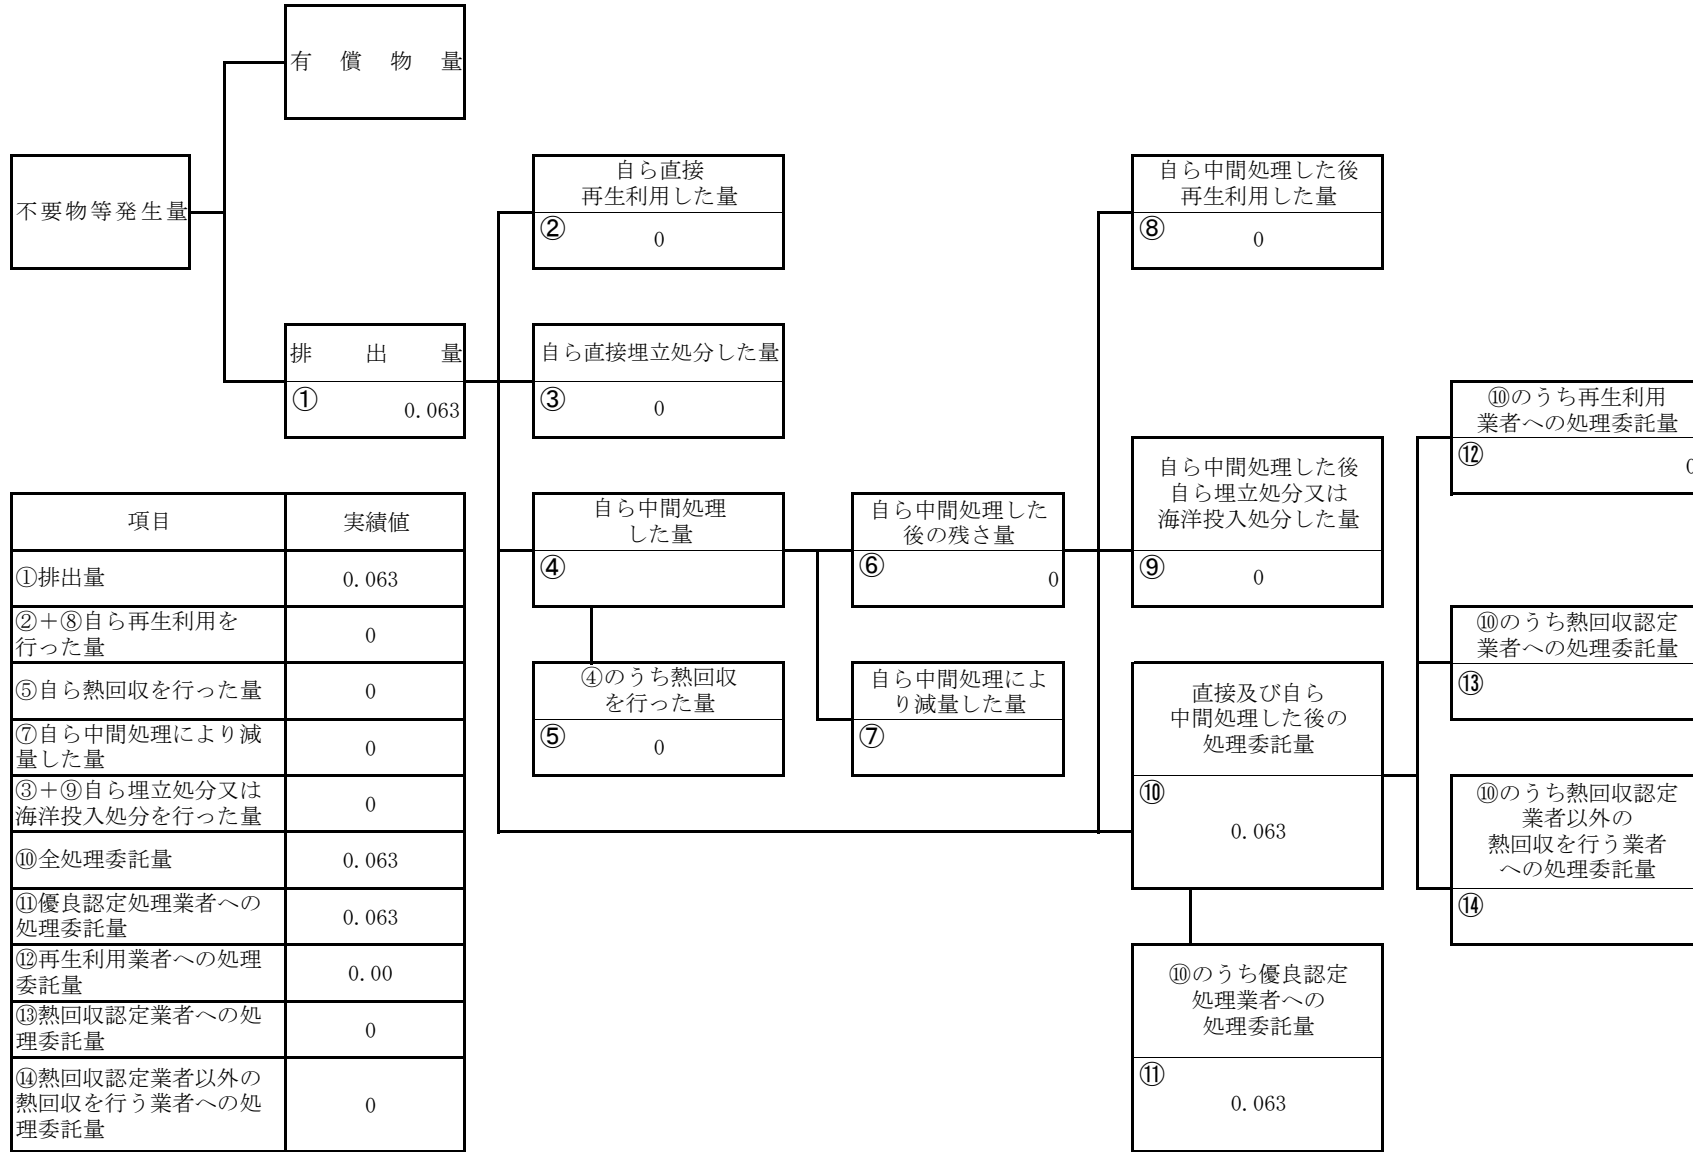 有償物量
不要物等発生量
排出量
①
0.063
自ら直接
再生利用した量
②
0
自ら直接埋立処分した量
③
0
自ら中間処理
した量
④
④のうち熱回収
を行った量
⑤
0
自ら中間処理した
後の残さ量
⑥
0
自ら中間処理によ
り減量した量
⑦
自ら中間処理した後
再生利用した量
⑧
0
自ら中間処理した後
自ら埋立処分又は
海洋投入処分した量
⑨
0
直接及び自ら
中間処理した後の
処理委託量
⑩
0.063
⑩のうち優良認定
処理業者への
処理委託量
⑪
0.063
⑩のうち再生利用
業者への処理委託量
⑫
0
⑩のうち熱回収認定
業者への処理委託量
⑬
⑩のうち熱回収認定
業者以外の
熱回収を行う業者
への処理委託量
⑭
項目 実績値
①排出量 0.063
②+⑧自ら再生利用を
行った量 0
⑤自ら熱回収を行った量 0
⑦自ら中間処理により減
量した量 0
③+⑨自ら埋立処分又は
海洋投入処分を行った量 0
⑩全処理委託量 0.063
⑪優良認定処理業者への
処理委託量 0.063
⑫再生利用業者への処理
委託量 0.00
⑬熱回収認定業者への処
理委託量 0
⑭熱回収認定業者以外の
熱回収を行う業者への処
理委託量 0